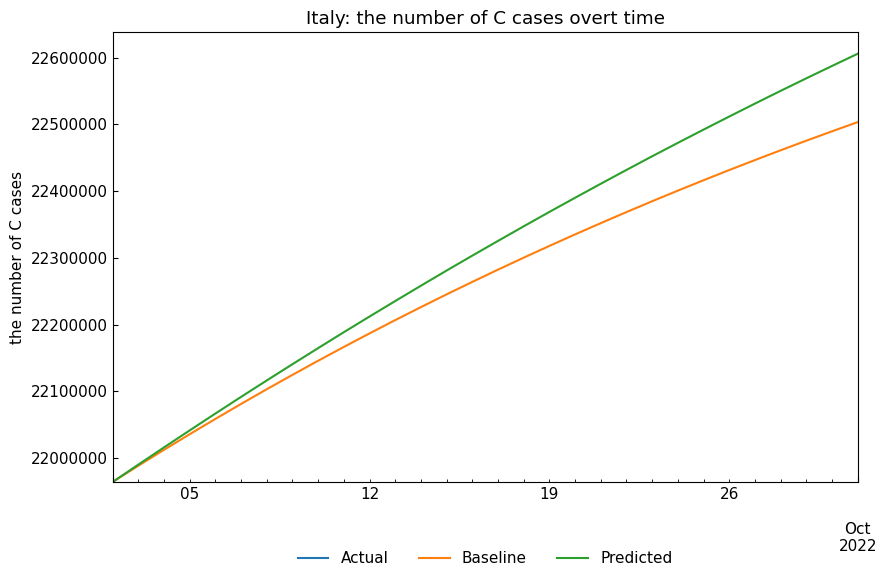 Italy: the number of C cases overt time
the number of C cases
22600000
22500000
22400000
22300000
22200000
22100000
22000000
05 12 19 26
Oct
2022
Actual Baseline Predicted